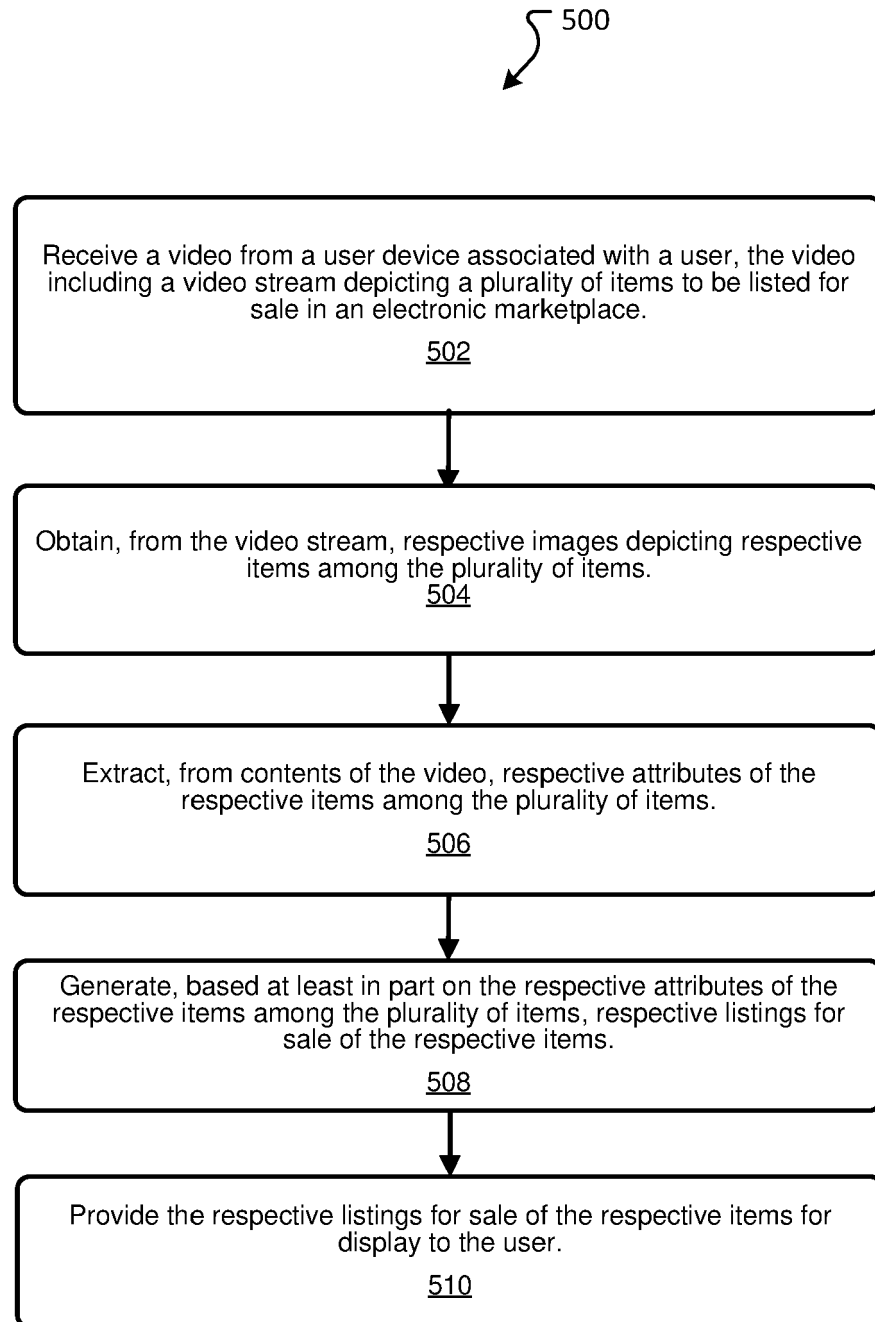 500
Receive a video from a user device associated with a user, the video
including a video stream depicting a plurality of items to be listed for
sale in an electronic marketplace.
502
Obtain, from the video stream, respective images depicting respective
items among the plurality of items.
504
Extract, from contents of the video, respective attributes of the
respective items among the plurality of items.
506
Generate, based at least in part on the respective attributes of the
respective items among the plurality of items, respective listings for
sale of the respective items.
508
Provide the respective listings for sale of the respective items for
display to the user.
510